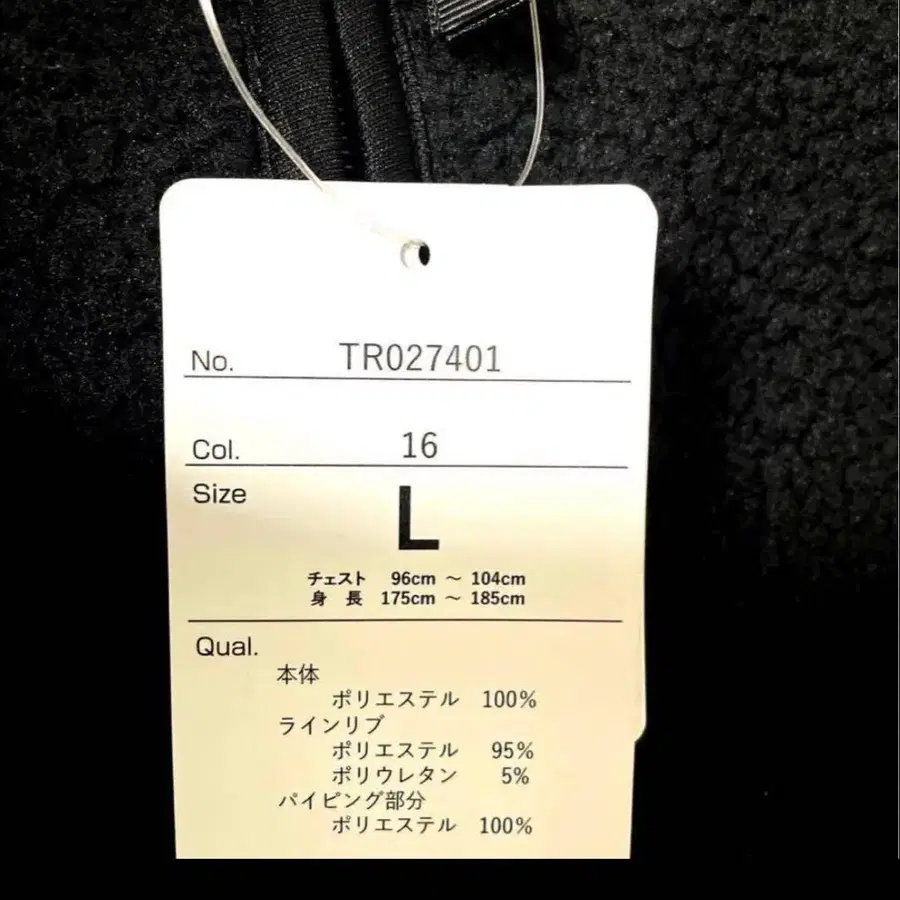 No. TR027401
Col. 16
Size L
チェスト 96cm ～ 104cm
身 長 175cm ～ 185cm
Qual.
本体
ポリエステル 100%
ラインリブ
ポリエステル 95%
ポリウレタン 5%
パイピング部分
ポリエステル 100%